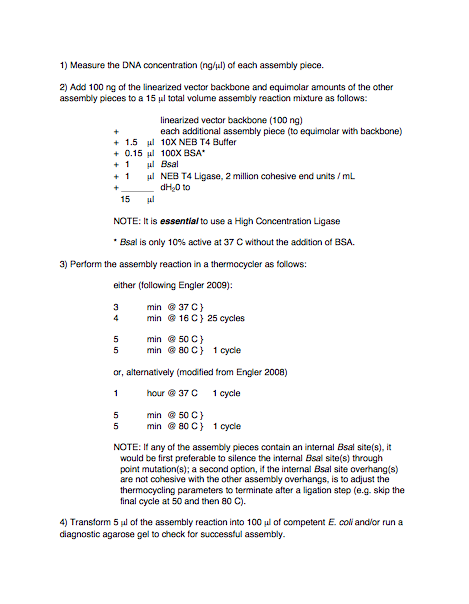 1) Measure the DNA concentration (ng/µl) of each assembly piece.
2) Add 100 ng of the linearized vector backbone and equimolar amounts of the other
assembly pieces to a 15 µl total volume assembly reaction mixture as follows:
linearized vector backbone (100 ng)
+ each additional assembly piece (to equimolar with backbone)
+ 1.5 µl 10X NEB T4 Buffer
+ 0.15 µl 100X BSA*
+ 1 µl BsaI
+ 1 µl NEB T4 Ligase, 2 million cohesive end units / mL
+ _______ dH₂0 to
15 µl
NOTE: It is essential to use a High Concentration Ligase
* BsaI is only 10% active at 37 C without the addition of BSA.
3) Perform the assembly reaction in a thermocycler as follows:
either (following Engler 2009):
3 min @ 37 C }
4 min @ 16 C } 25 cycles
5 min @ 50 C }
5 min @ 80 C } 1 cycle
or, alternatively (modified from Engler 2008)
1 hour @ 37 C 1 cycle
5 min @ 50 C }
5 min @ 80 C } 1 cycle
NOTE: If any of the assembly pieces contain an internal BsaI site(s), it
would be first preferable to silence the internal BsaI site(s) through
point mutation(s); a second option, if the internal BsaI site overhang(s)
are not cohesive with the other assembly overhangs, is to adjust the
thermocycling parameters to terminate after a ligation step (e.g. skip the
final cycle at 50 and then 80 C).
4) Transform 5 µl of the assembly reaction into 100 µl of competent E. coli and/or run a
diagnostic agarose gel to check for successful assembly.